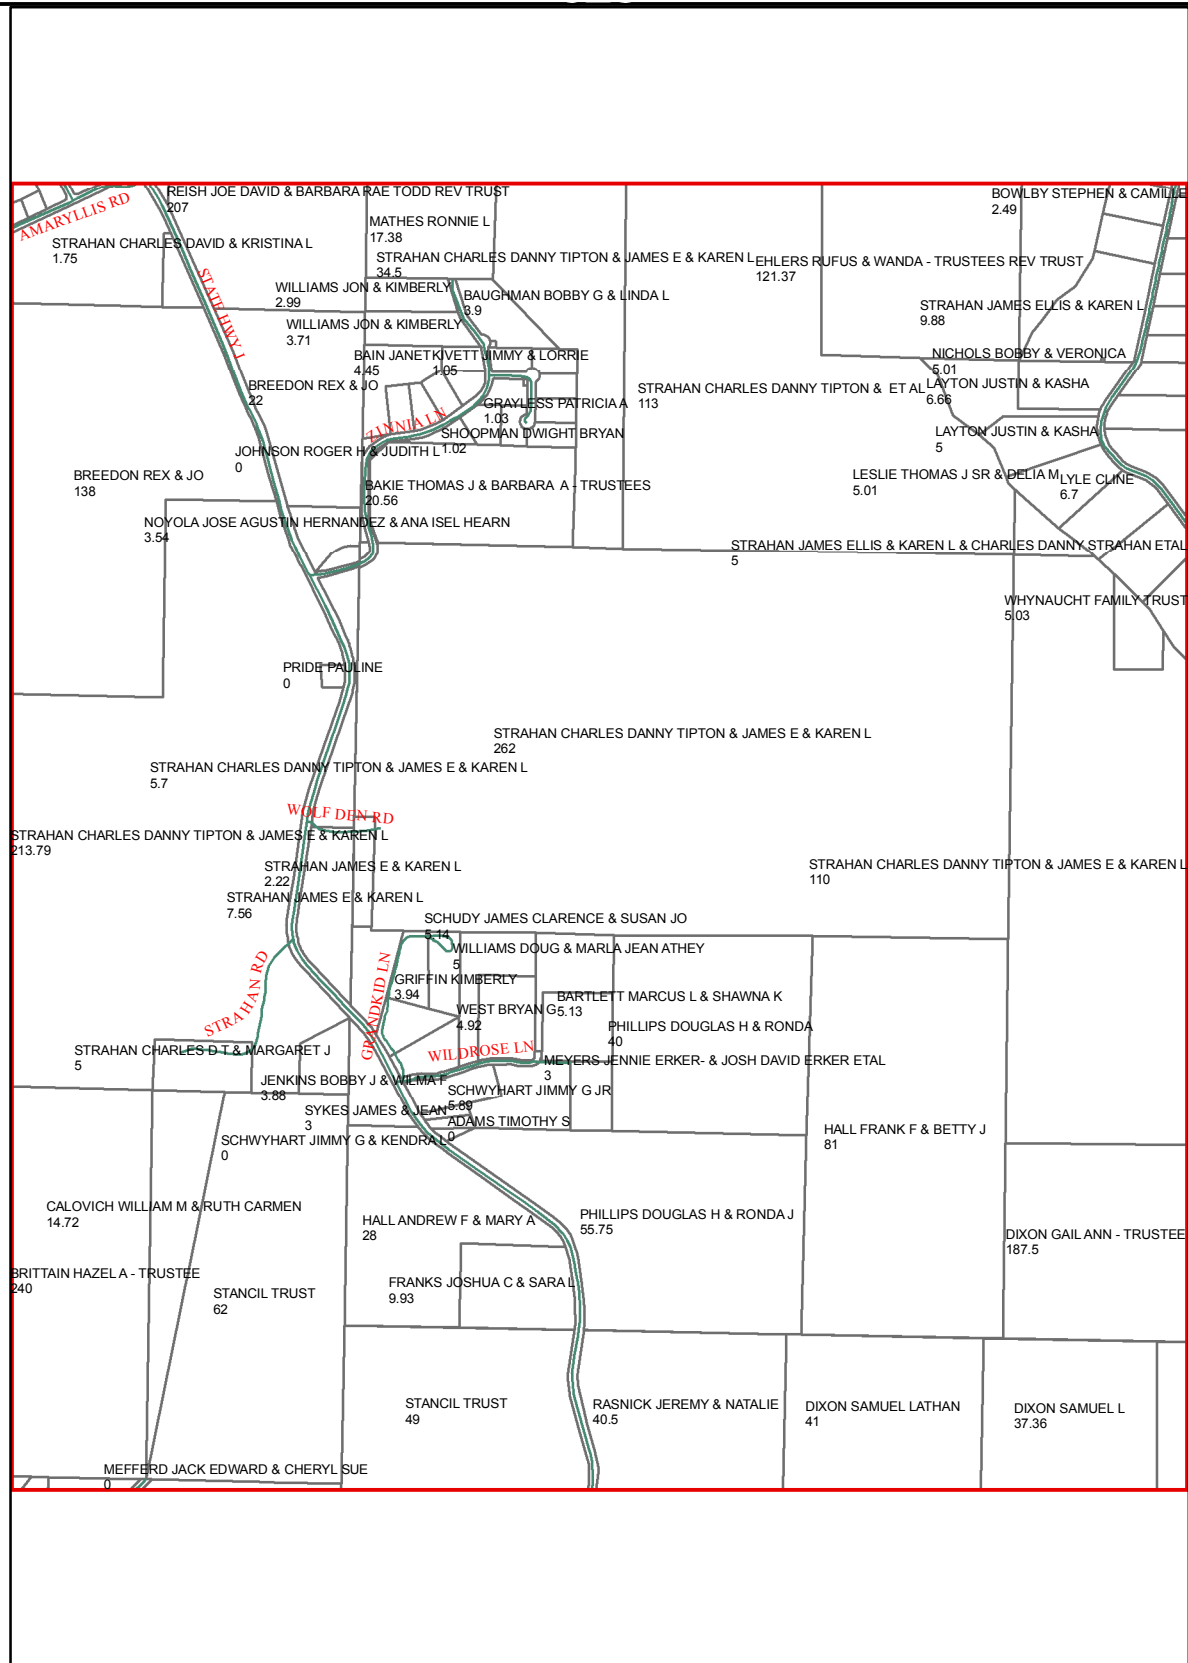 REISH JOE DAVID & BARBARA RAE TODD REV TRUST
207
BOWLBY STEPHEN & CAMILLE
2.49
AMARYLLIS RD
MATHES RONNIE L
17.38
STRAHAN CHARLES DAVID & KRISTINA L
1.75
STRAHAN CHARLES DANNY TIPTON & JAMES E & KAREN L
34.5
EHLERS RUFUS & WANDA - TRUSTEES REV TRUST
121.37
STATE HWY J
WILLIAMS JON & KIMBERLY
2.99
BAUGHMAN BOBBY G & LINDA L
3.9
STRAHAN JAMES ELLIS & KAREN L
9.88
WILLIAMS JON & KIMBERLY
3.71
BAIN JANET
4.45
KIVETT JIMMY & LORRIE
1.05
NICHOLS BOBBY & VERONICA
5.01
BREEDON REX & JO
22
STRAHAN CHARLES DANNY TIPTON & ET AL
113
LAYTON JUSTIN & KASHA
6.66
GRAYLESS PATRICIA A
1.03
ZINNIA LN
SHOOPMAN DWIGHT BRYAN
1.02
LAYTON JUSTIN & KASHA
5
JOHNSON ROGER H & JUDITH L
0
BREEDON REX & JO
138
BAKIE THOMAS J & BARBARA A - TRUSTEES
20.56
LESLIE THOMAS J SR & DELIA M
5.01
LYLE CLINE
6.7
NOYOLA JOSE AGUSTIN HERNANDEZ & ANA ISEL HEARN
3.54
STRAHAN JAMES ELLIS & KAREN L & CHARLES DANNY STRAHAN ETAL
5
WHYNAUCHT FAMILY TRUST
5.03
PRIDE PAULINE
0
STRAHAN CHARLES DANNY TIPTON & JAMES E & KAREN L
262
STRAHAN CHARLES DANNY TIPTON & JAMES E & KAREN L
5.7
WOLF DEN RD
STRAHAN CHARLES DANNY TIPTON & JAMES E & KAREN L
213.79
STRAHAN JAMES E & KAREN L
2.22
STRAHAN CHARLES DANNY TIPTON & JAMES E & KAREN L
110
STRAHAN JAMES E & KAREN L
7.56
SCHUDY JAMES CLARENCE & SUSAN JO
5.14
WILLIAMS DOUG & MARLA JEAN ATHEY
5
STRAHAN RD
GRANDKID LN
GRIFFIN KIMBERLY
3.94
BARTLETT MARCUS L & SHAWNA K
5.13
WEST BRYAN G
4.92
PHILLIPS DOUGLAS H & RONDA
40
STRAHAN CHARLES D T & MARGARET J
5
WILDROSE LN
MEYERS JENNIE ERKER- & JOSH DAVID ERKER ETAL
3
JENKINS BOBBY J & WILMA F
3.88
SCHWYHART JIMMY G JR
5.89
SYKES JAMES & JEAN
3
ADAMS TIMOTHY S
0
HALL FRANK F & BETTY J
81
SCHWYHART JIMMY G & KENDRA L
0
CALOVICH WILLIAM M & RUTH CARMEN
14.72
HALL ANDREW F & MARY A
28
PHILLIPS DOUGLAS H & RONDA J
55.75
DIXON GAIL ANN - TRUSTEE
187.5
BRITTAIN HAZEL A - TRUSTEE
240
STANCIL TRUST
62
FRANKS JOSHUA C & SARA L
9.93
STANCIL TRUST
49
RASNICK JEREMY & NATALIE
40.5
DIXON SAMUEL LATHAN
41
DIXON SAMUEL L
37.36
MEFFERD JACK EDWARD & CHERYL SUE
0